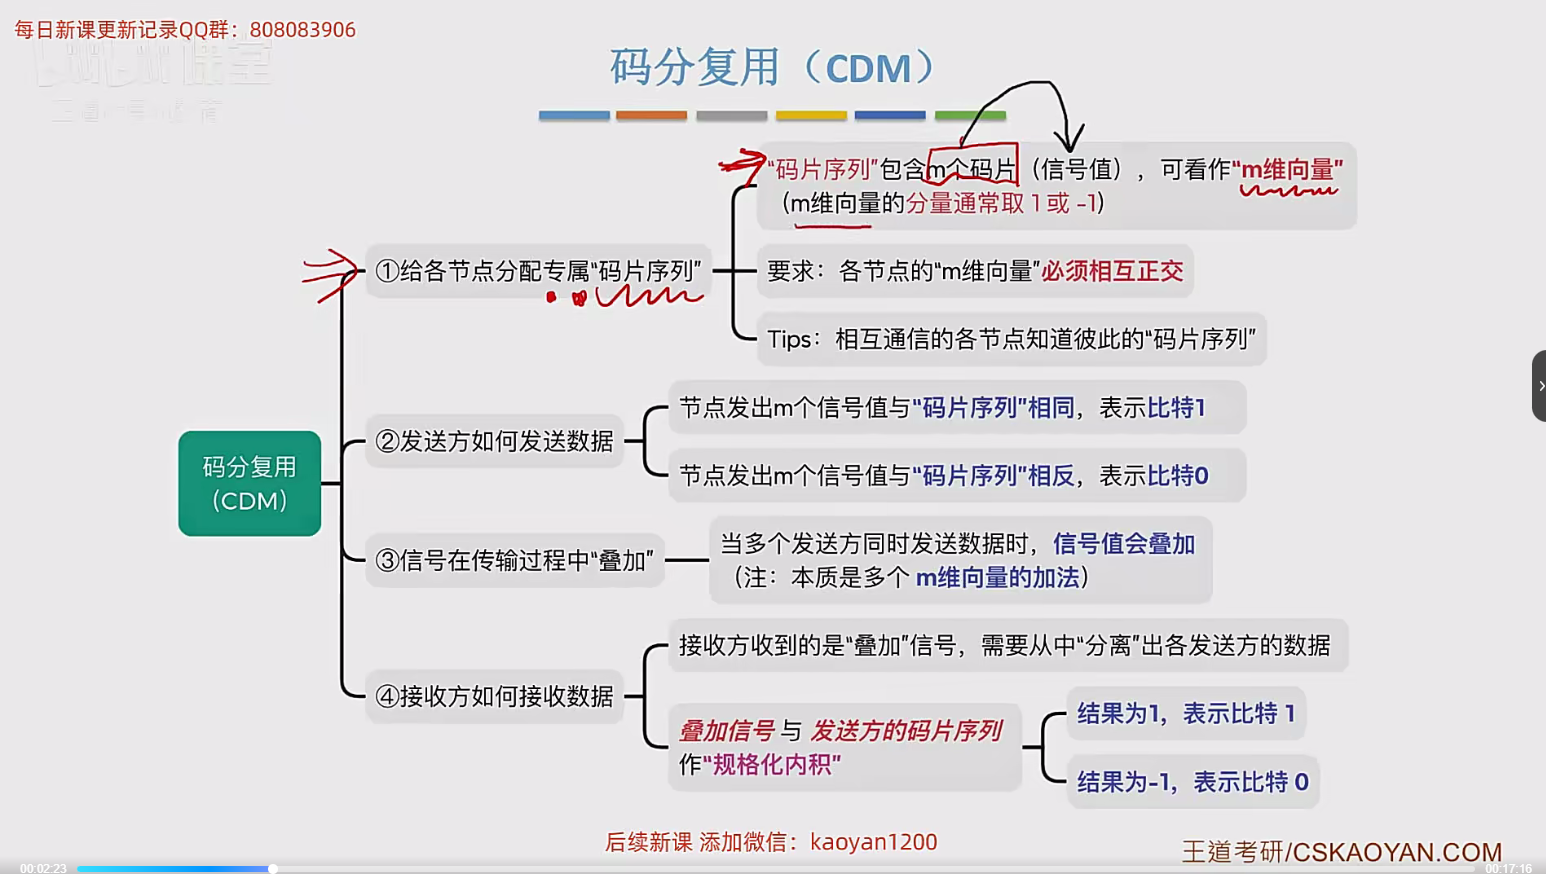 每日新课更新记录QQ群：808083906
码分复用（CDM）
“码片序列”包含m个码片（信号值），可看作“m维向量”
（m维向量的分量通常取 1 或 -1）
①给各节点分配专属“码片序列”
要求：各节点的“m维向量”必须相互正交
Tips：相互通信的各节点知道彼此的“码片序列”
码分复用
（CDM）
②发送方如何发送数据
节点发出m个信号值与“码片序列”相同，表示比特1
节点发出m个信号值与“码片序列”相反，表示比特0
③信号在传输过程中“叠加”
当多个发送方同时发送数据时，信号值会叠加
（注：本质是多个 m维向量的加法）
④接收方如何接收数据
接收方收到的是“叠加”信号，需要从中“分离”出各发送方的数据
叠加信号 与 发送方的码片序列
作“规格化内积”
结果为1，表示比特 1
结果为-1，表示比特 0
后续新课 添加微信：kaoyan1200
王道考研/CSKAOYAN.COM
00:02:23
00:17:16